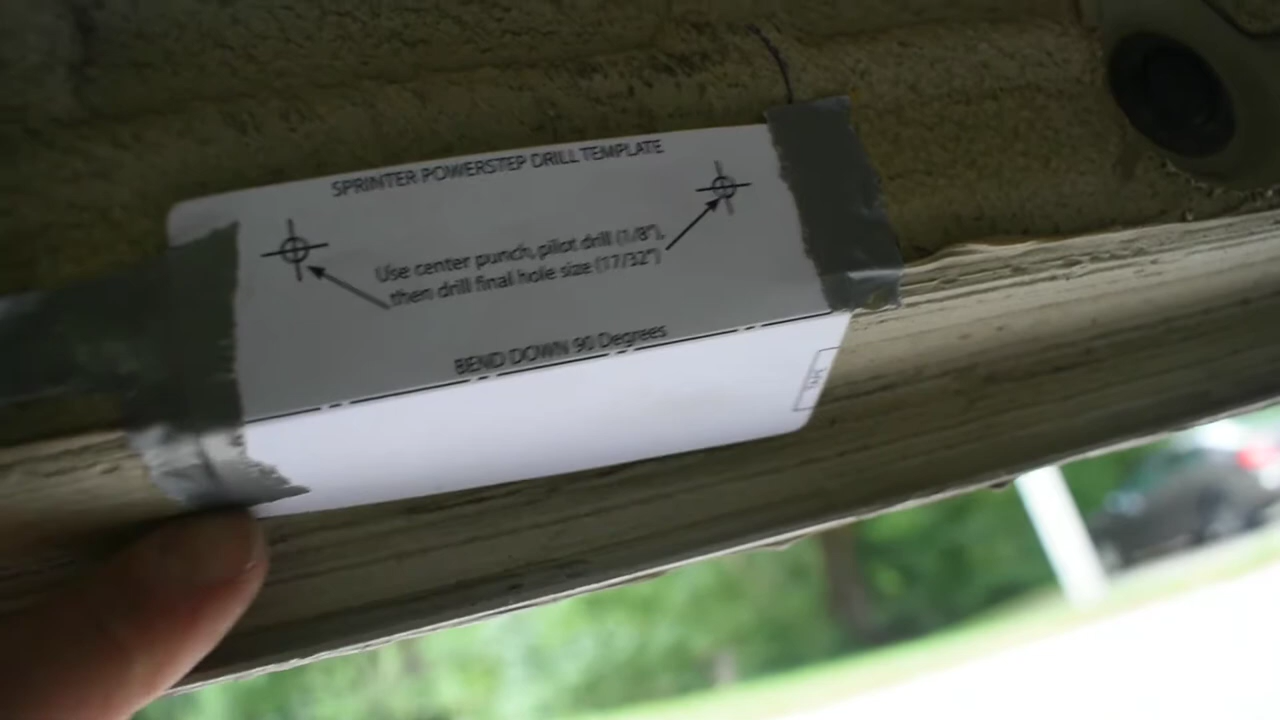 SPRINTER POWERSTEP DRILL TEMPLATE
Use center punch, pilot drill (1/8"),
then drill final hole size (17/32")
BEND DOWN 90 Degrees
TAPE